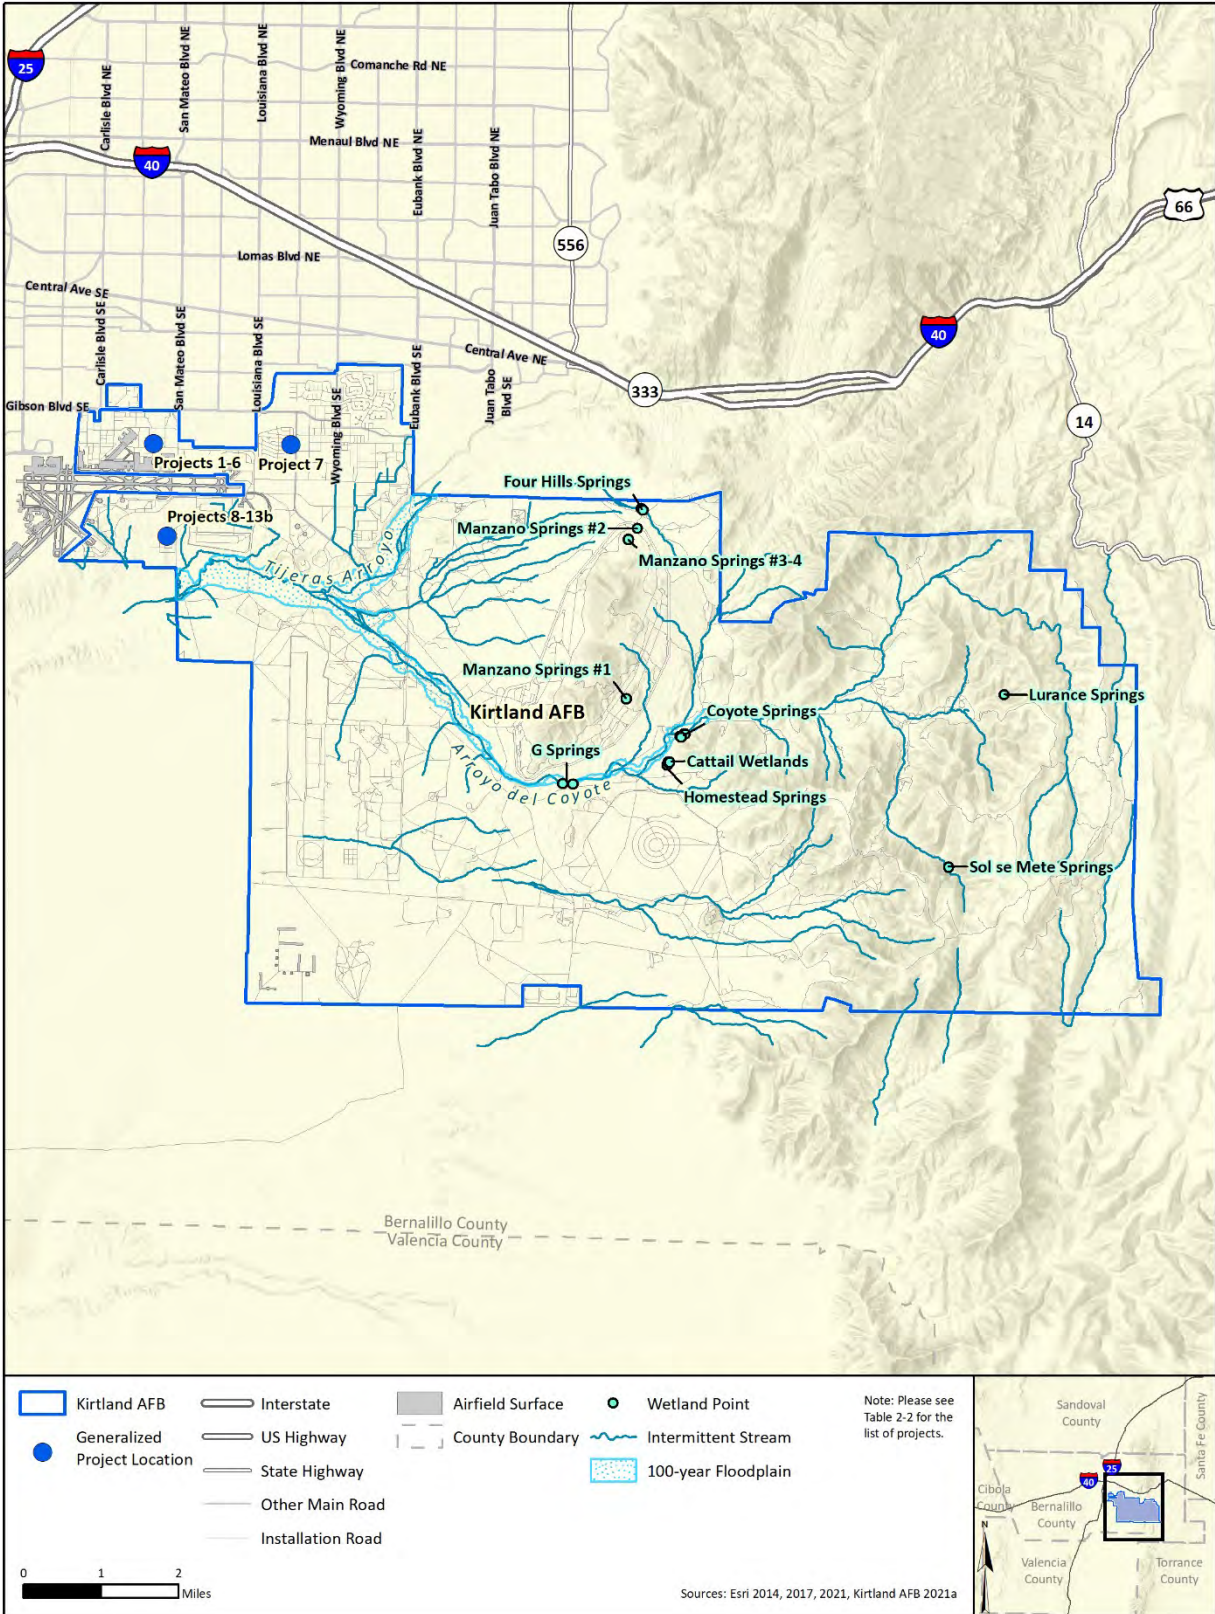 25
Carlisle Blvd NE
San Mateo Blvd NE
Louisiana Blvd NE
Wyoming Blvd NE
Comanche Rd NE
Menaul Blvd NE
Eubank Blvd NE
Juan Tabo Blvd NE
40
66
556
Lomas Blvd NE
Central Ave SE
Carlisle Blvd SE
San Mateo Blvd SE
Louisiana Blvd SE
Central Ave NE
Eubank Blvd SE
Juan Tabo
Blvd SE
40
333
14
Gibson Blvd SE
Wyoming Blvd SE
Projects 1-6
Project 7
Projects 8-13b
Four Hills Springs
Manzano Springs #2
Manzano Springs #3-4
Tijeras Arroyo
Manzano Springs #1
Lurance Springs
Kirtland AFB
Coyote Springs
G Springs
Cattail Wetlands
Arroyo del Coyote
Homestead Springs
Sol se Mete Springs
Bernalillo County
Valencia County
Kirtland AFB
Generalized
Project Location
Interstate
US Highway
State Highway
Other Main Road
Installation Road
Airfield Surface
County Boundary
Wetland Point
Intermittent Stream
100-year Floodplain
Note: Please see
Table 2-2 for the
list of projects.
0 1 2
Miles
Sources: Esri 2014, 2017, 2021, Kirtland AFB 2021a
Sandoval
County
Santa Fe County
25
40
Cibola
County
Bernalillo
County
N
Valencia
County
Torrance
County